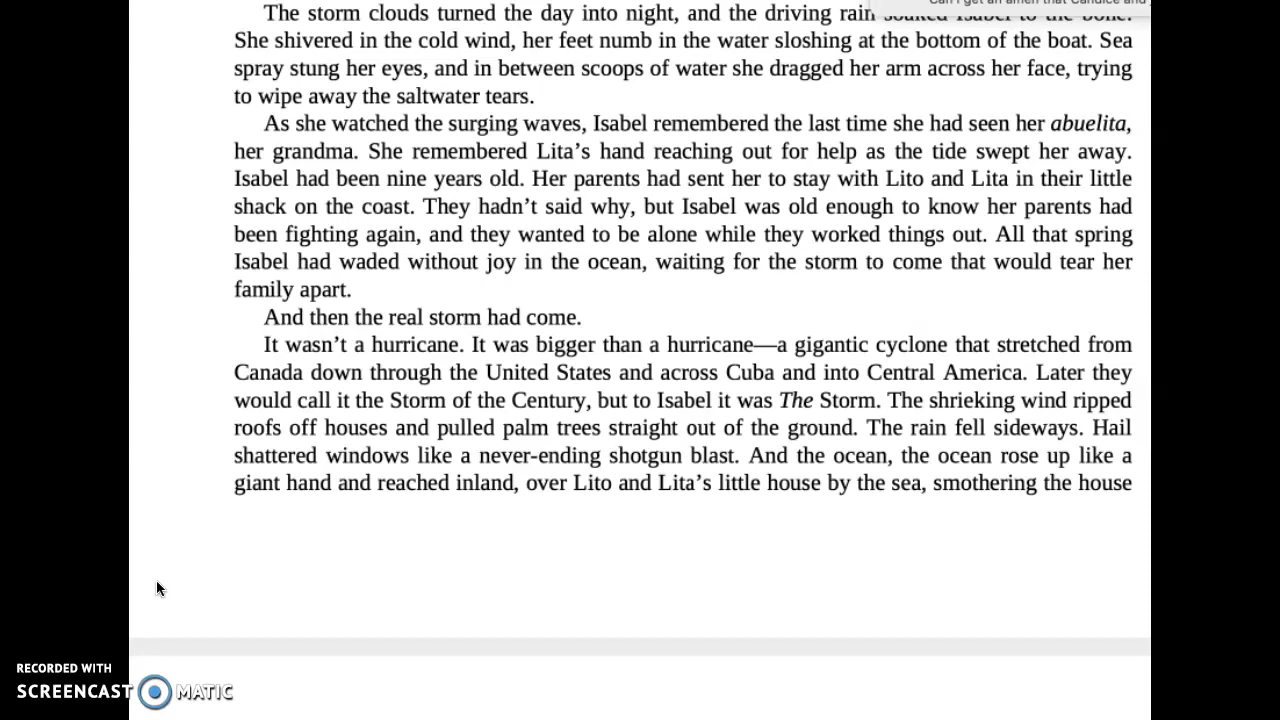 Can I get an amen that Candice and
The storm clouds turned the day into night, and the driving rain soaked Isabel to the bone.
She shivered in the cold wind, her feet numb in the water sloshing at the bottom of the boat. Sea
spray stung her eyes, and in between scoops of water she dragged her arm across her face, trying
to wipe away the saltwater tears.
As she watched the surging waves, Isabel remembered the last time she had seen her abuelita,
her grandma. She remembered Lita’s hand reaching out for help as the tide swept her away.
Isabel had been nine years old. Her parents had sent her to stay with Lito and Lita in their little
shack on the coast. They hadn’t said why, but Isabel was old enough to know her parents had
been fighting again, and they wanted to be alone while they worked things out. All that spring
Isabel had waded without joy in the ocean, waiting for the storm to come that would tear her
family apart.
And then the real storm had come.
It wasn’t a hurricane. It was bigger than a hurricane—a gigantic cyclone that stretched from
Canada down through the United States and across Cuba and into Central America. Later they
would call it the Storm of the Century, but to Isabel it was The Storm. The shrieking wind ripped
roofs off houses and pulled palm trees straight out of the ground. The rain fell sideways. Hail
shattered windows like a never-ending shotgun blast. And the ocean, the ocean rose up like a
giant hand and reached inland, over Lito and Lita’s little house by the sea, smothering the house
RECORDED WITH
SCREENCAST MATIC